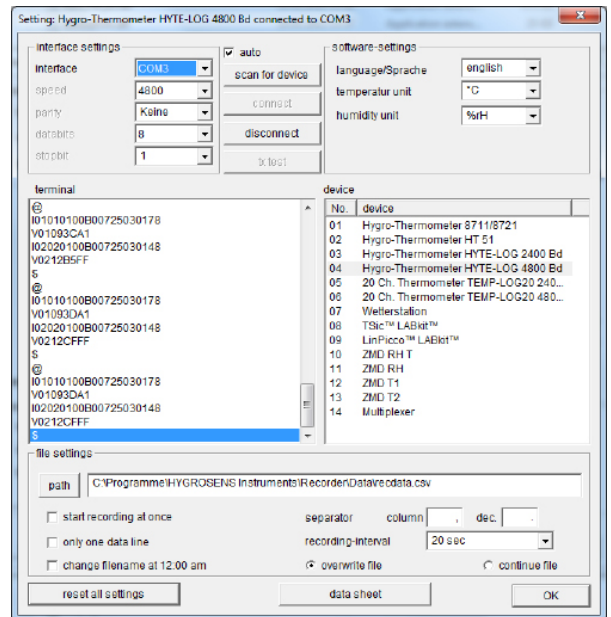 Setting: Hygro-Thermometer HYTE-LOG 4800 Bd connected to COM3
interface settings
interface COM3
speed 4800
parity Keine
databits 8
stopbit 1
auto
scan for device
connect
disconnect
tx test
software-settings
language/Sprache english
temperatur unit °C
humidity unit %rH
terminal
@
I01010100B00725030178
V01093CA1
I02020100B00725030148
V0212B5FF
$
@
I01010100B00725030178
V01093DA1
I02020100B00725030148
V0212CFFF
$
@
I01010100B00725030178
V01093DA1
I02020100B00725030148
V0212CFFF
$
device
No. device
01 Hygro-Thermometer 8711/8721
02 Hygro-Thermometer HT 51
03 Hygro-Thermometer HYTE-LOG 2400 Bd
04 Hygro-Thermometer HYTE-LOG 4800 Bd
05 20 Ch. Thermometer TEMP-LOG20 240...
06 20 Ch. Thermometer TEMP-LOG20 480...
07 Wetterstation
08 TSic™ LABkit™
09 LinPicco™ LABkit™
10 ZMD RH T
11 ZMD RH
12 ZMD T1
13 ZMD T2
14 Multiplexer
file settings
path C:\Programme\HYGROSENS Instruments\Recorder\Data\recdata.csv
start recording at once
only one data line
change filename at 12.00 am
separator column , dec. .
recording-interval 20 sec
overwrite file continue file
reset all settings data sheet OK